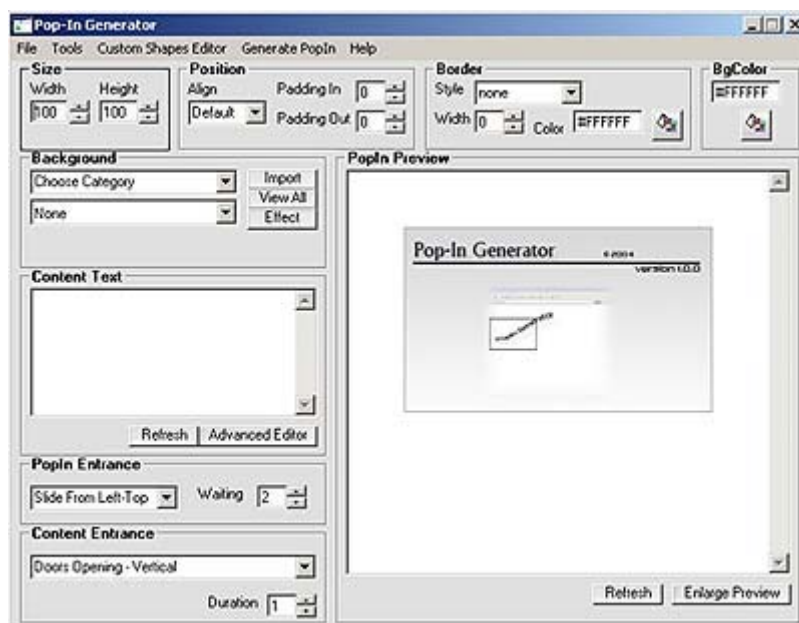 Pop-In Generator
File Tools Custom Shapes Editor Generate PopIn Help
Size
Width Height
100 100
Position
Align
Default
Padding In 0
Padding Out 0
Border
Style none
Width 0 Color #FFFFFF
BgColor
#FFFFFF
Background
Choose Category
None
Import
View All
Effect
Content Text
Refresh Advanced Editor
PopIn Entrance
Slide From Left-Top Waiting 2
Content Entrance
Doors Opening - Vertical
Duration 1
PopIn Preview
Pop-In Generator ©2004
version 1.0.0
Refresh Enlarge Preview